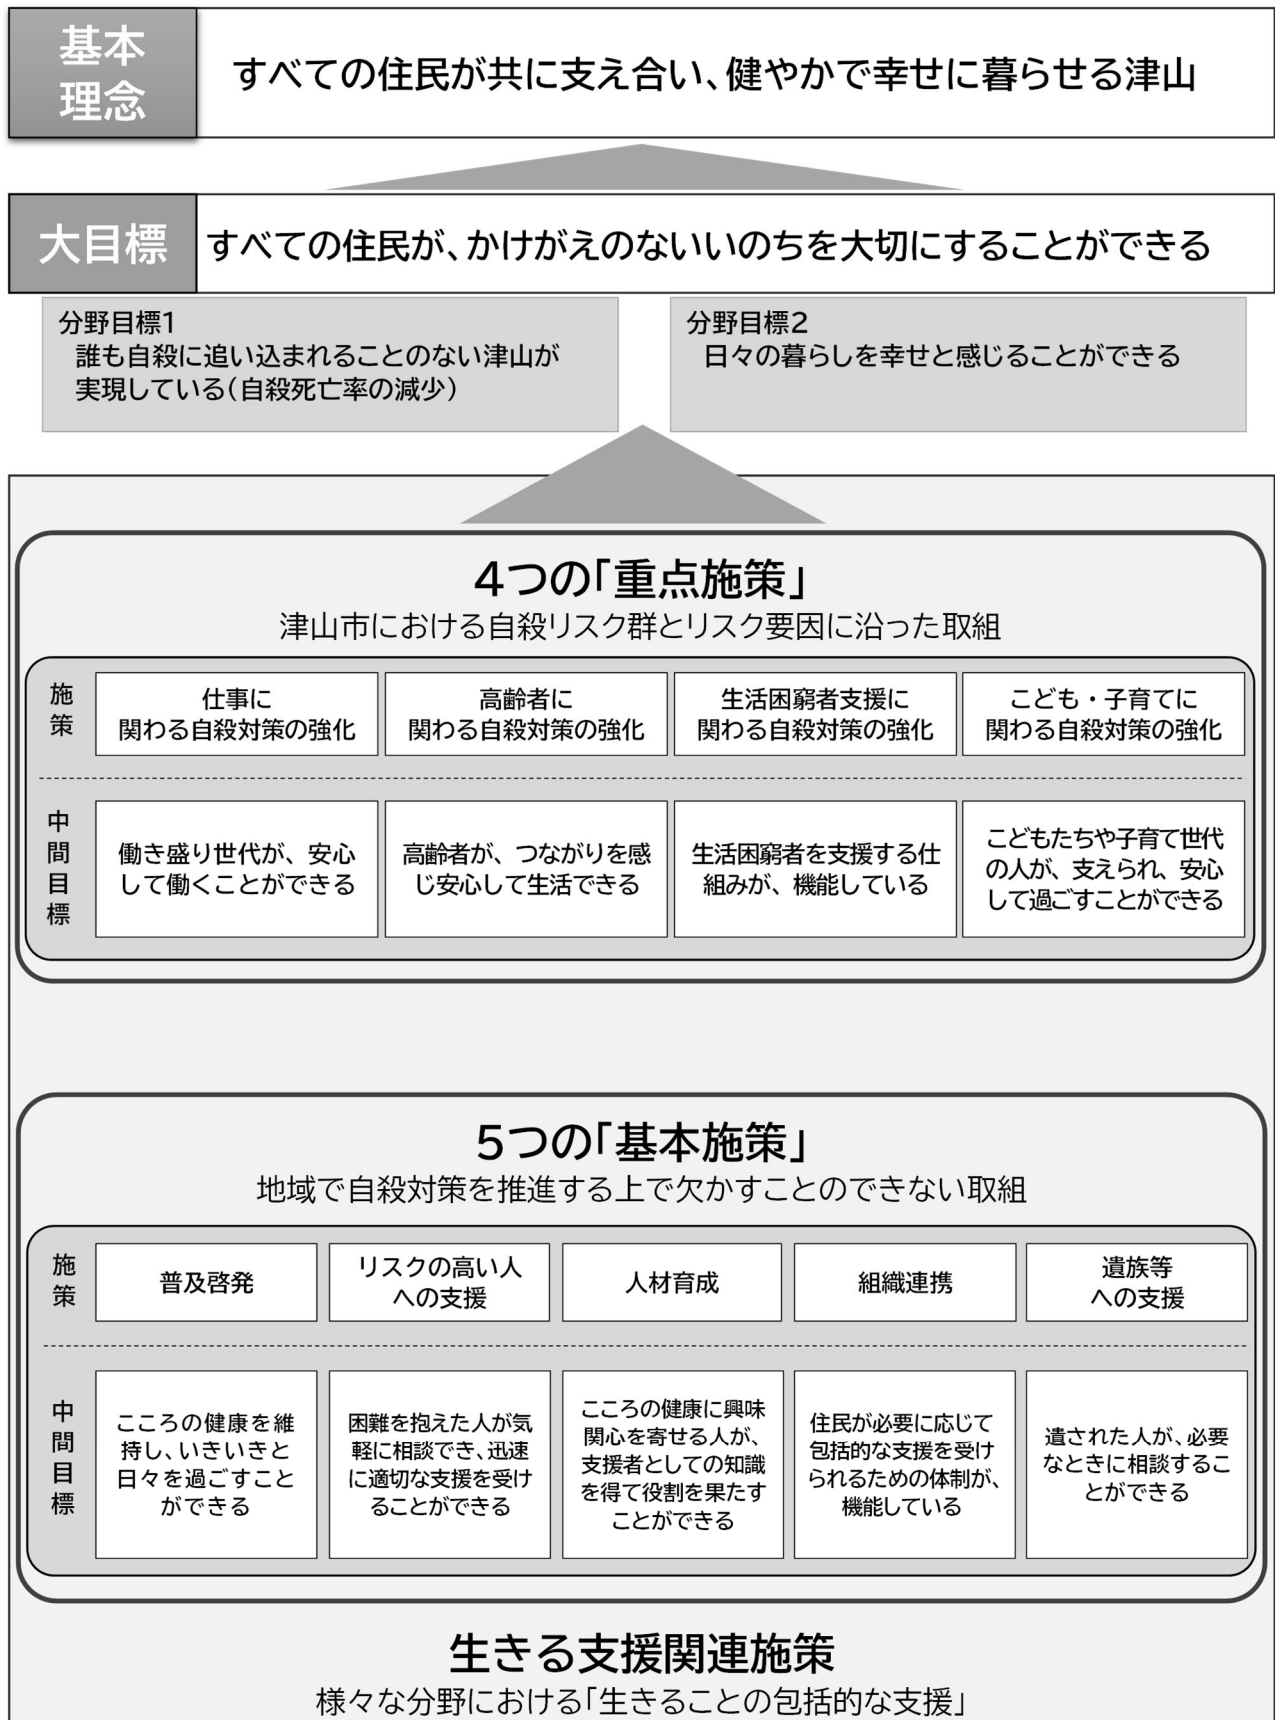 基本
理念
すべての住民が共に支え合い、健やかで幸せに暮らせる津山
大目標
すべての住民が、かけがえのないいのちを大切にすることができる
分野目標1
誰も自殺に追い込まれることのない津山が
実現している(自殺死亡率の減少)
分野目標2
日々の暮らしを幸せと感じることができる
4つの「重点施策」
津山市における自殺リスク群とリスク要因に沿った取組
施策
仕事に
関わる自殺対策の強化
高齢者に
関わる自殺対策の強化
生活困窮者支援に
関わる自殺対策の強化
こども・子育てに
関わる自殺対策の強化
中間目標
働き盛り世代が、安心
して働くことができる
高齢者が、つながりを感
じ安心して生活できる
生活困窮者を支援する仕
組みが、機能している
こどもたちや子育て世代
の人が、支えられ、安心
して過ごすことができる
5つの「基本施策」
地域で自殺対策を推進する上で欠かすことのできない取組
施策
普及啓発
リスクの高い人
への支援
人材育成
組織連携
遺族等
への支援
中間目標
こころの健康を維
持し、いきいきと
日々を過ごすこと
ができる
困難を抱えた人が気
軽に相談でき、迅速
に適切な支援を受け
ることができる
こころの健康に興味
関心を寄せる人が、
支援者としての知識
を得て役割を果たす
ことができる
住民が必要に応じて
包括的な支援を受け
られるための体制が、
機能している
遺された人が、必要
なときに相談するこ
とができる
生きる支援関連施策
様々な分野における「生きることの包括的な支援」